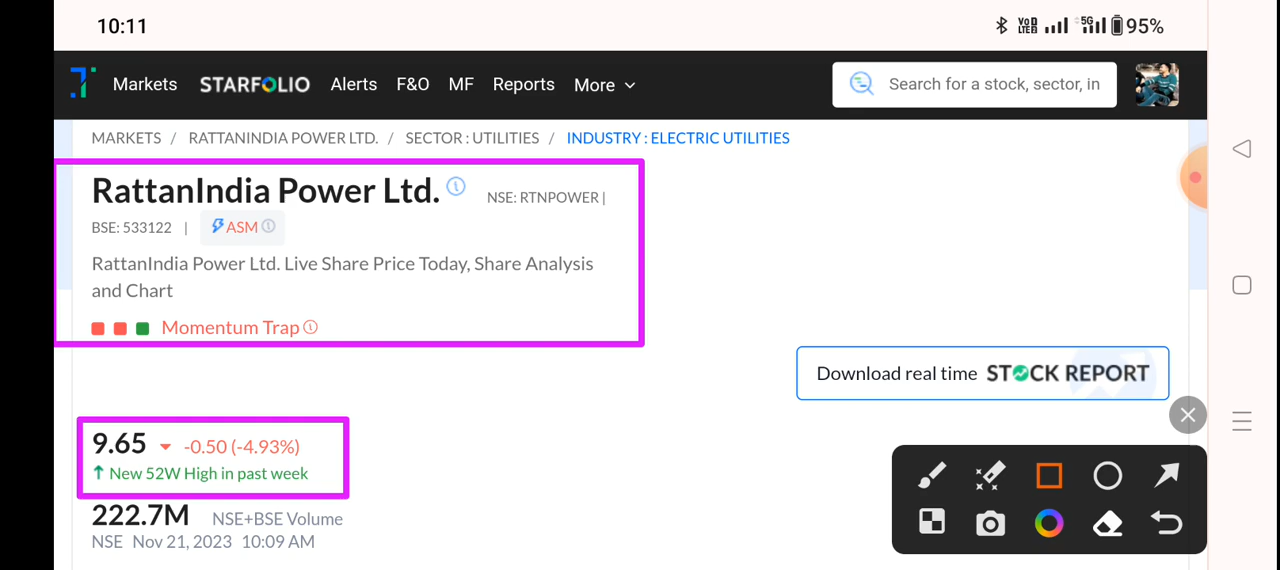 10:11 VoD LTE2 5G 95%
Markets STARFOLIO Alerts F&O MF Reports More Search for a stock, sector, in
MARKETS / RATTANINDIA POWER LTD. / SECTOR : UTILITIES / INDUSTRY : ELECTRIC UTILITIES
RattanIndia Power Ltd. NSE: RTNPOWER |
BSE: 533122 | ASM
RattanIndia Power Ltd. Live Share Price Today, Share Analysis
and Chart
Momentum Trap
Download real time STOCK REPORT
9.65 -0.50 (-4.93%)
New 52W High in past week
222.7M NSE+BSE Volume
NSE Nov 21, 2023 10:09 AM